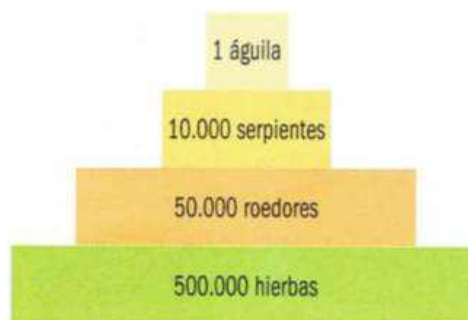 1 águila
10.000 serpientes
50.000 roedores
500.000 hierbas